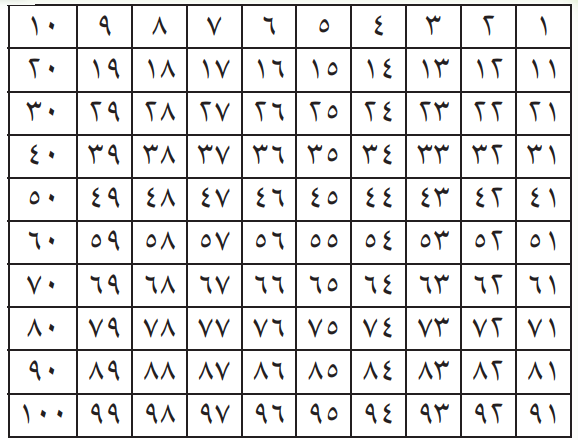 ١ ٢ ٣ ٤ ٥ ٦ ٧ ٨ ٩ ١٠
١١ ١٢ ١٣ ١٤ ١٥ ١٦ ١٧ ١٨ ١٩ ٢٠
٢١ ٢٢ ٢٣ ٢٤ ٢٥ ٢٦ ٢٧ ٢٨ ٢٩ ٣٠
٣١ ٣٢ ٣٣ ٣٤ ٣٥ ٣٦ ٣٧ ٣٨ ٣٩ ٤٠
٤١ ٤٢ ٤٣ ٤٤ ٤٥ ٤٦ ٤٧ ٤٨ ٤٩ ٥٠
٥١ ٥٢ ٥٣ ٥٤ ٥٥ ٥٦ ٥٧ ٥٨ ٥٩ ٦٠
٦١ ٦٢ ٦٣ ٦٤ ٦٥ ٦٦ ٦٧ ٦٨ ٦٩ ٧٠
٧١ ٧٢ ٧٣ ٧٤ ٧٥ ٧٦ ٧٧ ٧٨ ٧٩ ٨٠
٨١ ٨٢ ٨٣ ٨٤ ٨٥ ٨٦ ٨٧ ٨٨ ٨٩ ٩٠
٩١ ٩٢ ٩٣ ٩٤ ٩٥ ٩٦ ٩٧ ٩٨ ٩٩ ١٠٠